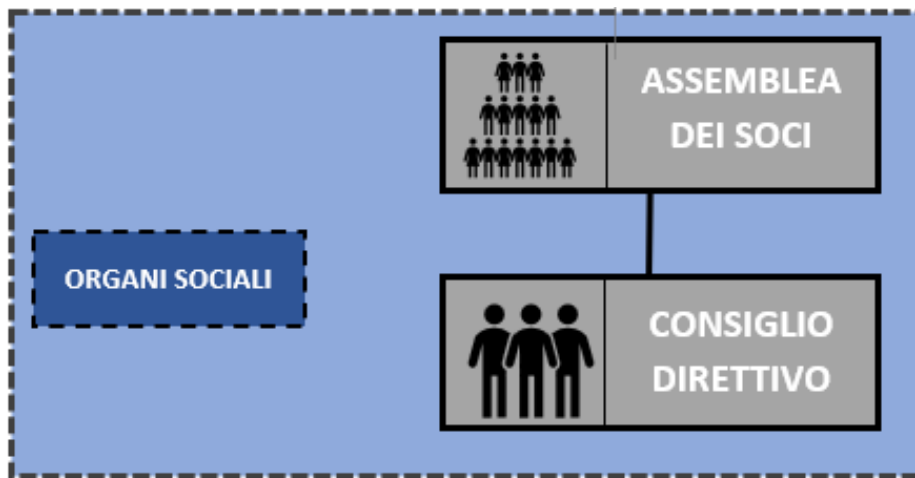 ASSEMBLEA
DEI SOCI
ORGANI SOCIALI
CONSIGLIO
DIRETTIVO